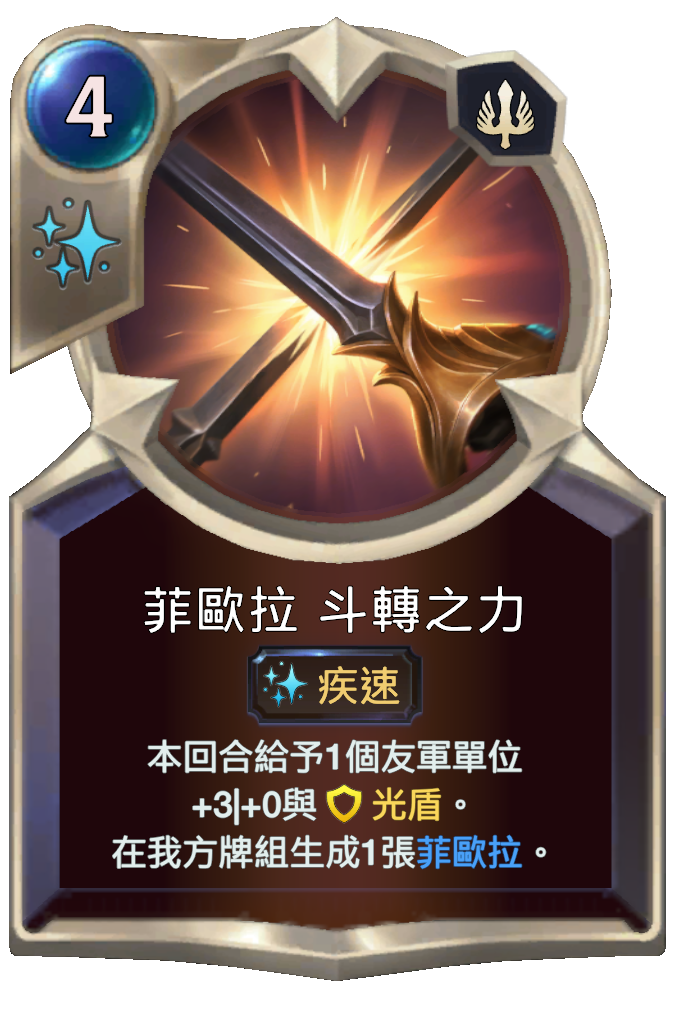 4
菲歐拉 斗轉之力
疾速
本回合給予1個友軍單位
+3|+0與 光盾。
在我方牌組生成1張菲歐拉。